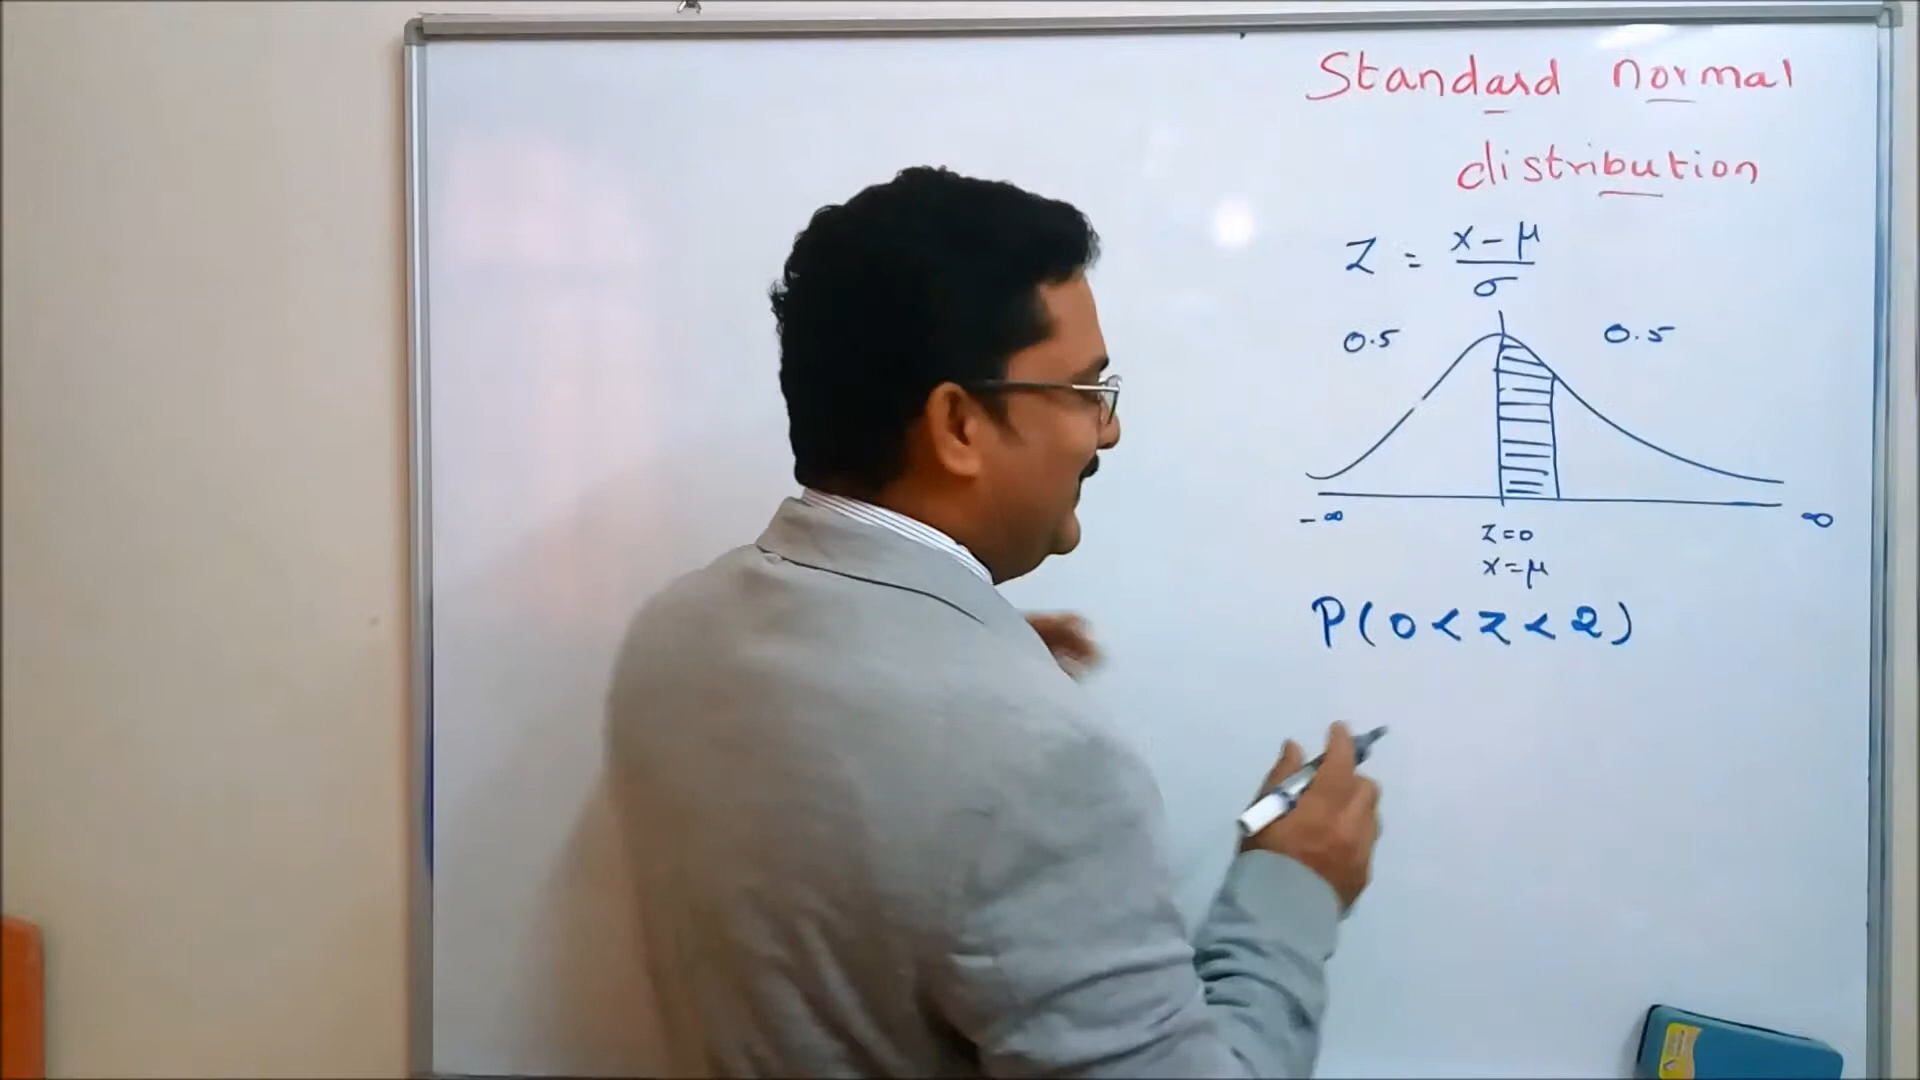 Standard normal
distribution
Z = x - μ
σ
0.5 0.5
-∞ ∞
Z=0
x=μ
P(0<z<2)